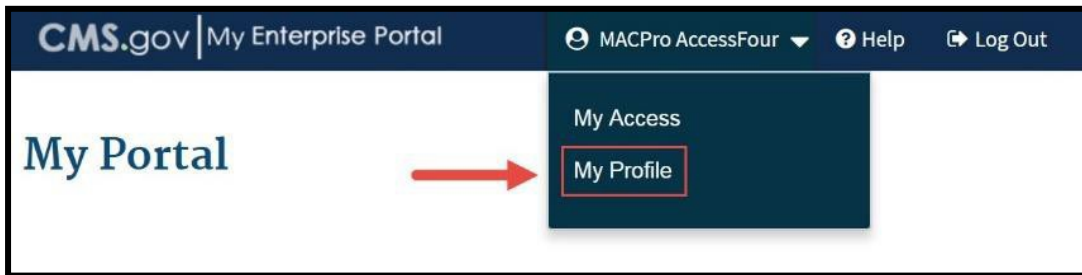 CMS.gov | My Enterprise Portal MACPro AccessFour Help Log Out
My Access
My Portal
My Profile